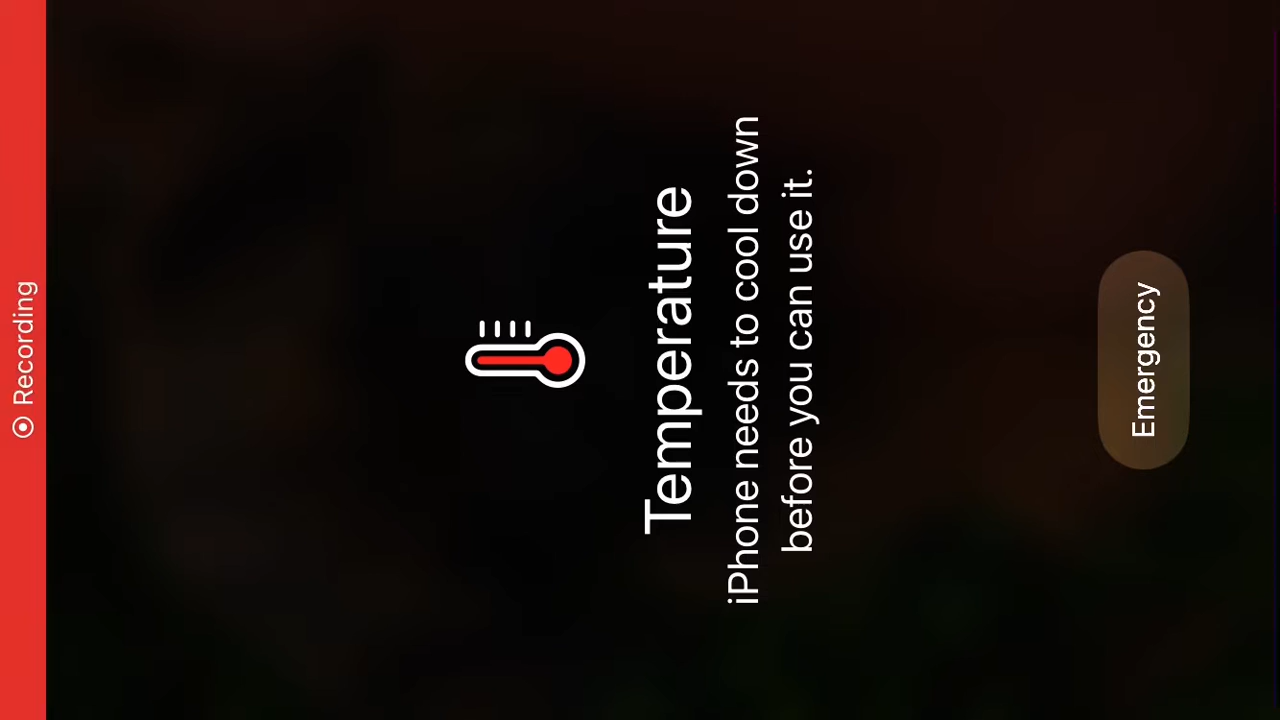 Recording
Temperature
iPhone needs to cool down
before you can use it.
Emergency